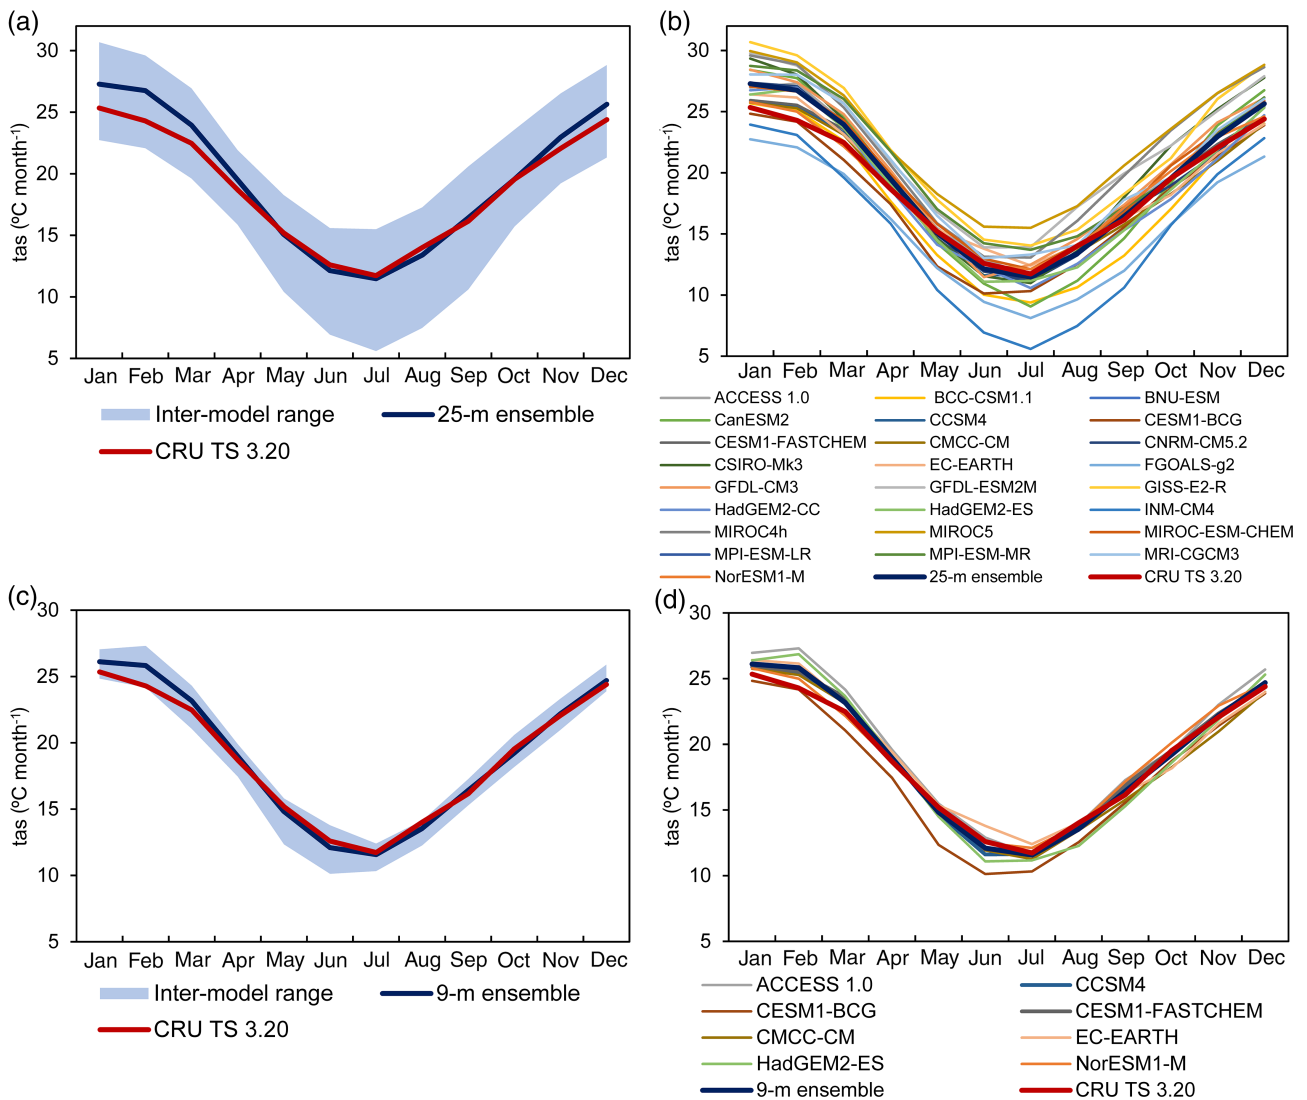 (a)
tas (ºC month⁻¹)
30
25
20
15
10
5
Jan Feb Mar Apr May Jun Jul Aug Sep Oct Nov Dec
Inter-model range 25-m ensemble
CRU TS 3.20
(b)
tas (ºC month⁻¹)
30
25
20
15
10
5
Jan Feb Mar Apr May Jun Jul Aug Sep Oct Nov Dec
ACCESS 1.0 BCC-CSM1.1 BNU-ESM
CanESM2 CCSM4 CESM1-BCG
CESM1-FASTCHEM CMCC-CM CNRM-CM5.2
CSIRO-Mk3 EC-EARTH FGOALS-g2
GFDL-CM3 GFDL-ESM2M GISS-E2-R
HadGEM2-CC HadGEM2-ES INM-CM4
MIROC4h MIROC5 MIROC-ESM-CHEM
MPI-ESM-LR MPI-ESM-MR MRI-CGCM3
NorESM1-M 25-m ensemble CRU TS 3.20
(c)
tas (ºC month⁻¹)
30
25
20
15
10
5
Jan Feb Mar Apr May Jun Jul Aug Sep Oct Nov Dec
Inter-model range 9-m ensemble
CRU TS 3.20
(d)
tas (ºC month⁻¹)
30
25
20
15
10
5
Jan Feb Mar Apr May Jun Jul Aug Sep Oct Nov Dec
ACCESS 1.0 CCSM4
CESM1-BCG CESM1-FASTCHEM
CMCC-CM EC-EARTH
HadGEM2-ES NorESM1-M
9-m ensemble CRU TS 3.20